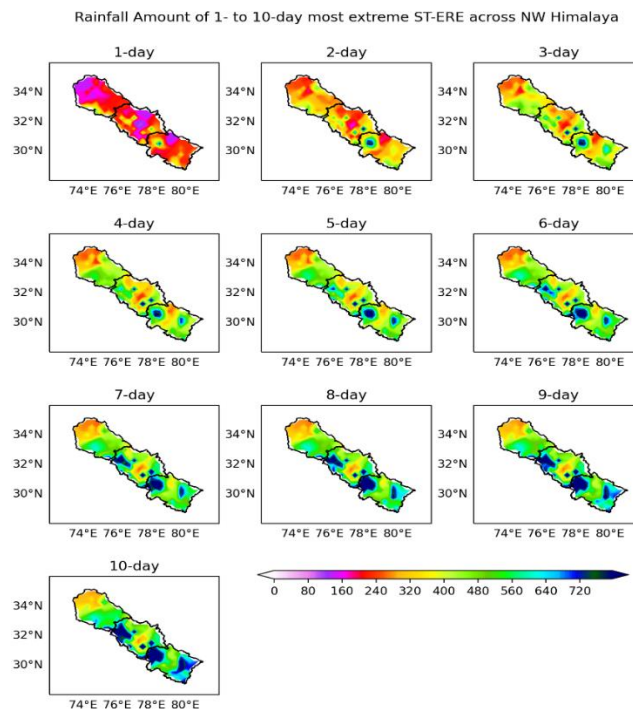 Rainfall Amount of 1- to 10-day most extreme ST-ERE across NW Himalaya
1-day 2-day 3-day
34°N
32°N
30°N
74°E 76°E 78°E 80°E 74°E 76°E 78°E 80°E 74°E 76°E 78°E 80°E
4-day 5-day 6-day
34°N
32°N
30°N
74°E 76°E 78°E 80°E 74°E 76°E 78°E 80°E 74°E 76°E 78°E 80°E
7-day 8-day 9-day
34°N
32°N
30°N
74°E 76°E 78°E 80°E 74°E 76°E 78°E 80°E 74°E 76°E 78°E 80°E
10-day
34°N
32°N
30°N
74°E 76°E 78°E 80°E
0 80 160 240 320 400 480 560 640 720